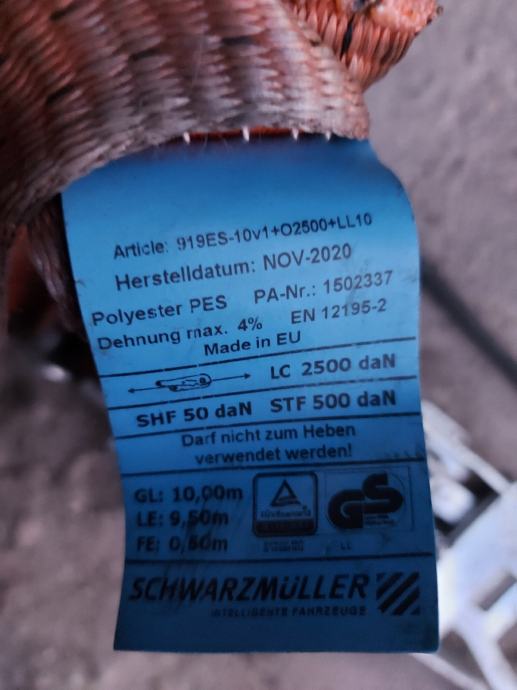 Article: 919ES-10v1+O2500+LL10
Herstelldatum: NOV-2020
Polyester PES PA-Nr.: 1502337
Dehnung max. 4% EN 12195-2
Made in EU
LC 2500 daN
SHF 50 daN STF 500 daN
Darf nicht zum Heben
verwendet werden!
GL: 10,00m
LE: 9,50m
FE: 0,50m
GS
LL
SCHWARZMÜLLER
INTELLIGENTE FAHRZEUGE